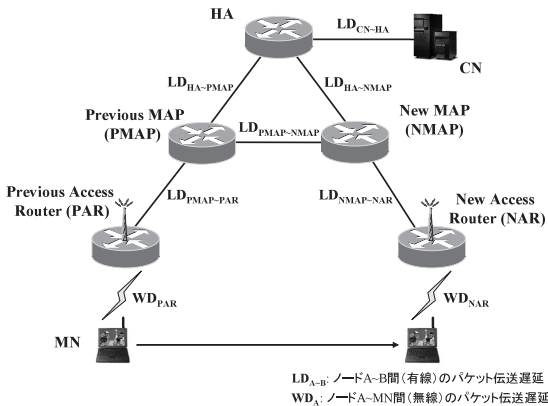 HA
LDCN~HA
CN
LDHA~PMAP
LDHA~NMAP
Previous MAP
(PMAP)
LDPMAP~NMAP
New MAP
(NMAP)
Previous Access
Router (PAR)
LDPMAP~PAR
LDNMAP~NAR
New Access
Router (NAR)
WDPAR
WDNAR
MN
LDA~B: ノードA~B間(有線)のパケット伝送遅延
WDA: ノードA~MN間(無線)のパケット伝送遅延